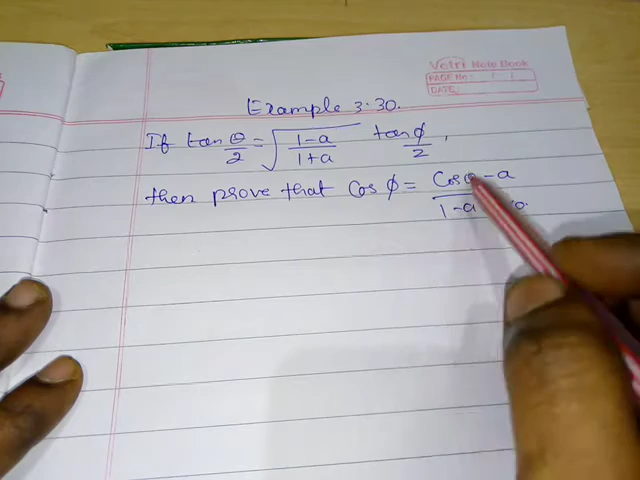 Vetri Note Book
PAGE No:
DATE:
Example 3.30.
If tan θ/2 = √(1-a / 1+a) tan ϕ/2,
then prove that Cos ϕ = Cosθ - a
1-a